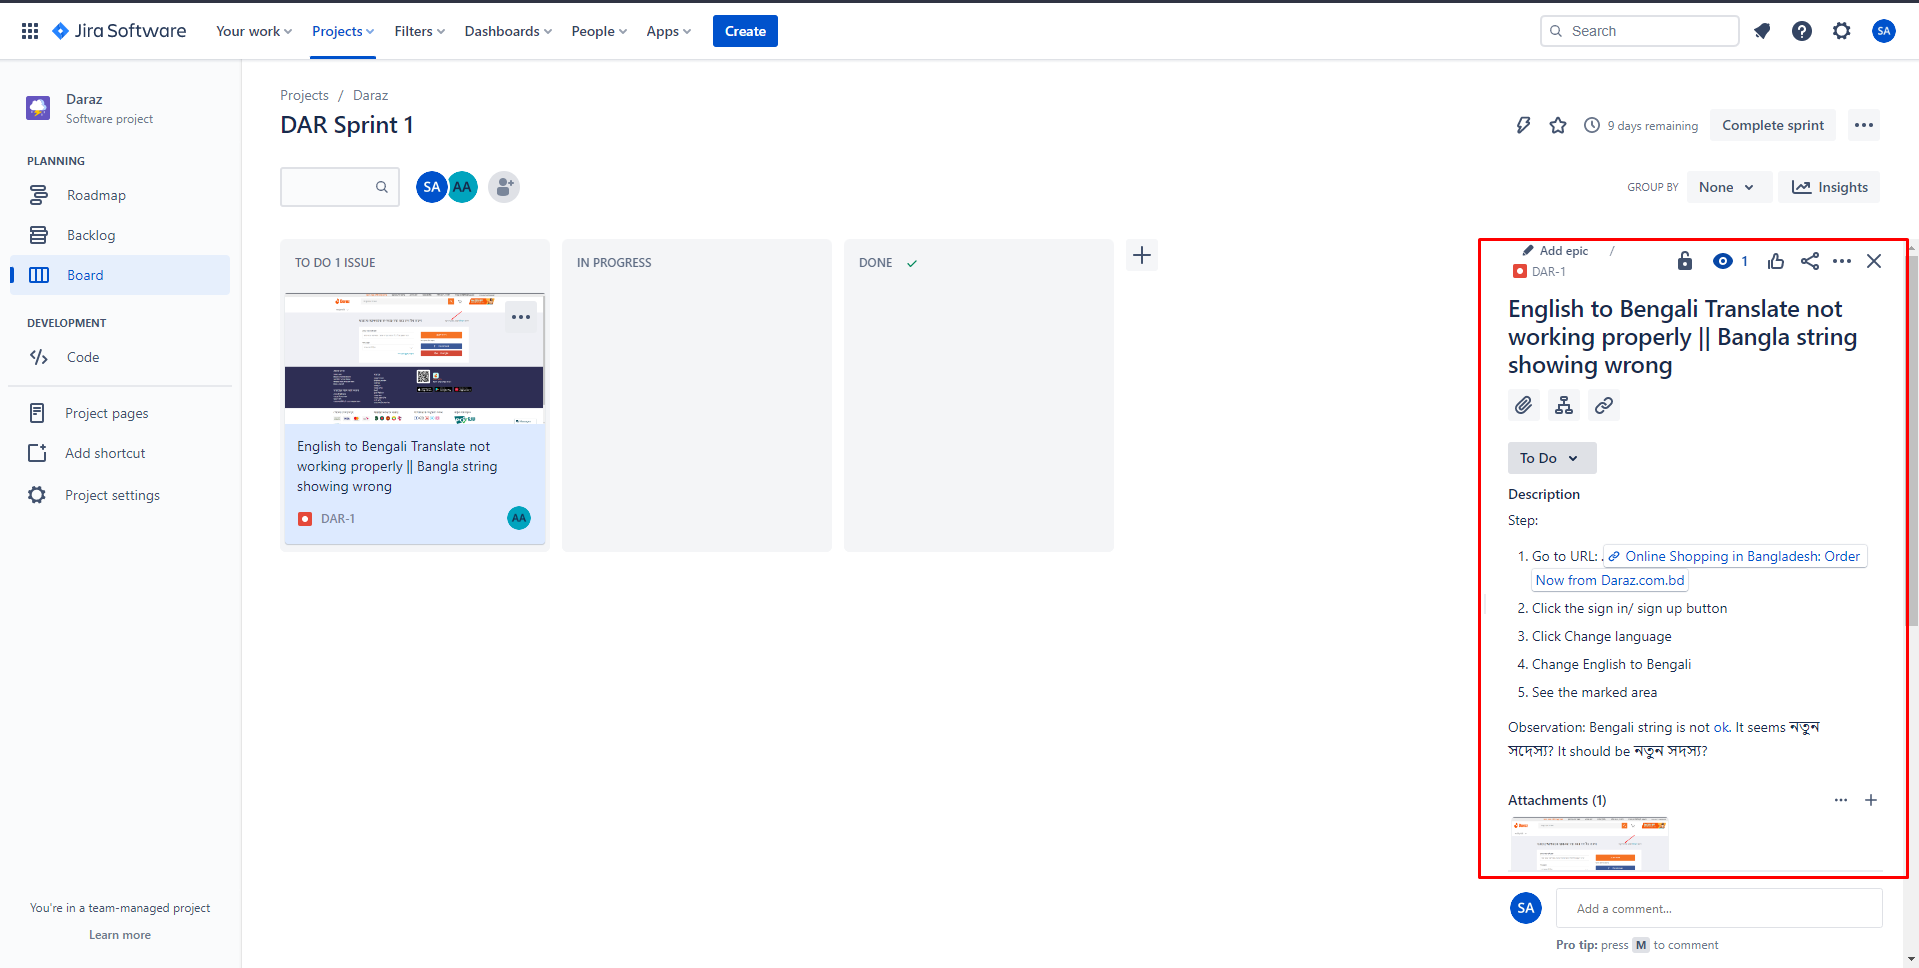 Jira Software
Your work
Projects
Filters
Dashboards
People
Apps
Create
Search
SA
Daraz
Software project
PLANNING
Roadmap
Backlog
Board
DEVELOPMENT
Code
Project pages
Add shortcut
Project settings
You're in a team-managed project
Learn more
Projects / Daraz
DAR Sprint 1
9 days remaining
Complete sprint
SA
AA
GROUP BY
None
Insights
TO DO 1 ISSUE
English to Bengali Translate not
working properly || Bangla string
showing wrong
DAR-1
AA
IN PROGRESS
DONE
Add epic /
DAR-1
1
English to Bengali Translate not
working properly || Bangla string
showing wrong
To Do
Description
Step:
1. Go to URL: . Online Shopping in Bangladesh: Order
Now from Daraz.com.bd
2. Click the sign in/ sign up button
3. Click Change language
4. Change English to Bengali
5. See the marked area
Observation: Bengali string is not ok. It seems নতুন
সদেস্য? It should be নতুন সদস্য?
Attachments (1)
SA
Add a comment...
Pro tip: press M to comment